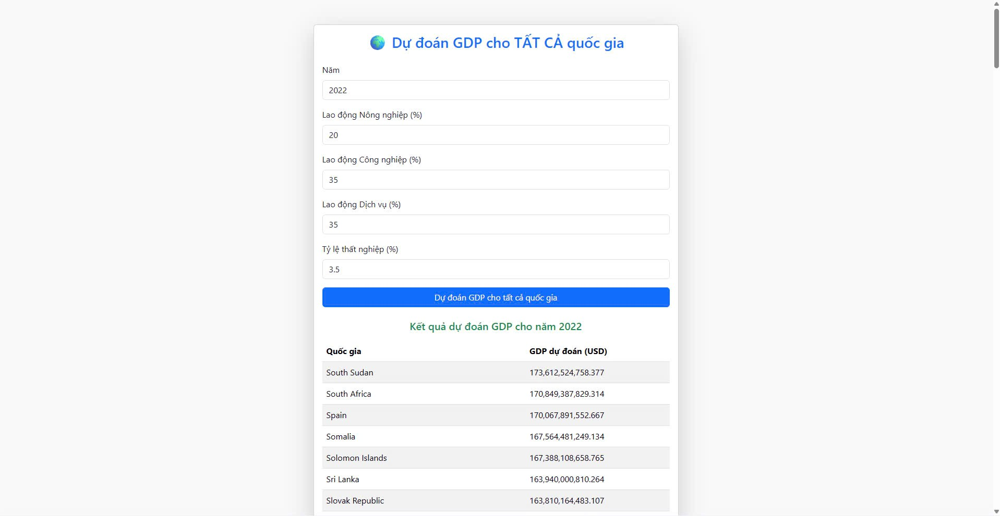 Dự đoán GDP cho TẤT CẢ quốc gia
Năm
2022
Lao động Nông nghiệp (%)
20
Lao động Công nghiệp (%)
35
Lao động Dịch vụ (%)
35
Tỷ lệ thất nghiệp (%)
3.5
Dự đoán GDP cho tất cả quốc gia
Kết quả dự đoán GDP cho năm 2022
Quốc gia GDP dự đoán (USD)
South Sudan 173,612,524,758.377
South Africa 170,849,387,829.314
Spain 170,067,891,552.667
Somalia 167,564,481,249.134
Solomon Islands 167,388,108,658.765
Sri Lanka 163,940,000,810.264
Slovak Republic 163,810,164,483.107